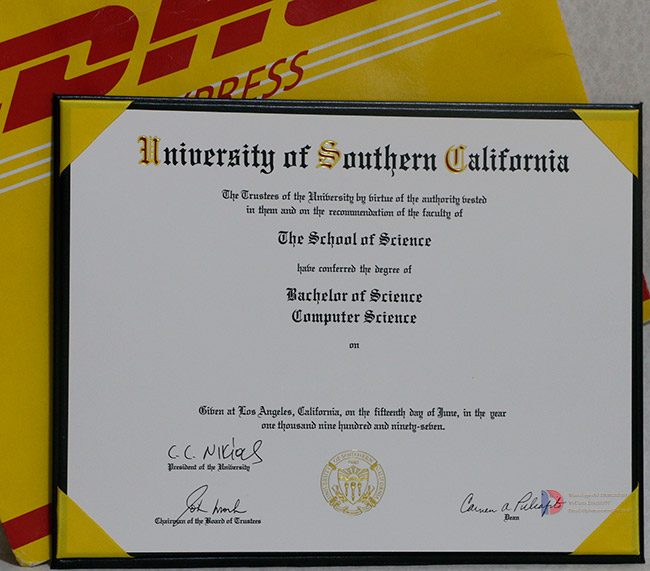 EXPRESS
University of Southern California
The Trustees of the University by virtue of the authority vested
in them and on the recommendation of the faculty of
The School of Science
have conferred the degree of
Bachelor of Science
Computer Science
on
Given at Los Angeles, California, on the fifteenth day of June, in the year
one thousand nine hundred and ninety-seven.
C. C. Nikias
President of the University
Chairman of the Board of Trustees
Carmen A
Dean